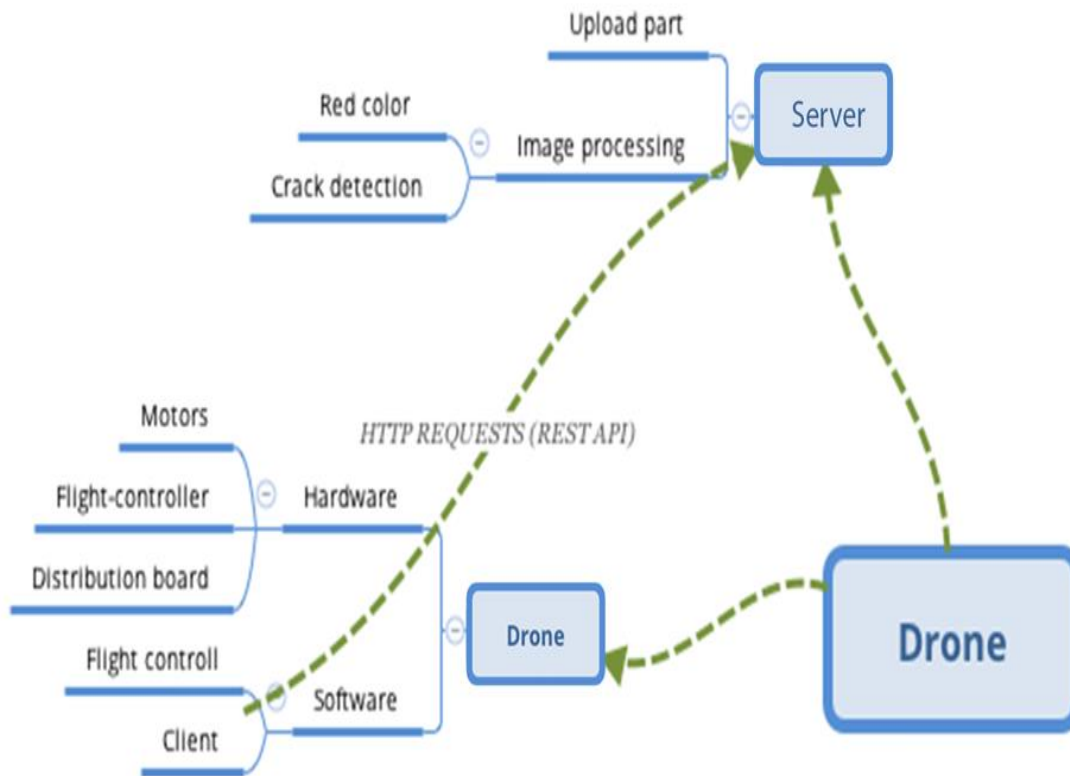 Upload part
Server
Red color
Image processing
Crack detection
HTTP REQUESTS (REST API)
Motors
Flight-controller
Hardware
Distribution board
Drone
Drone
Flight controll
Software
Client